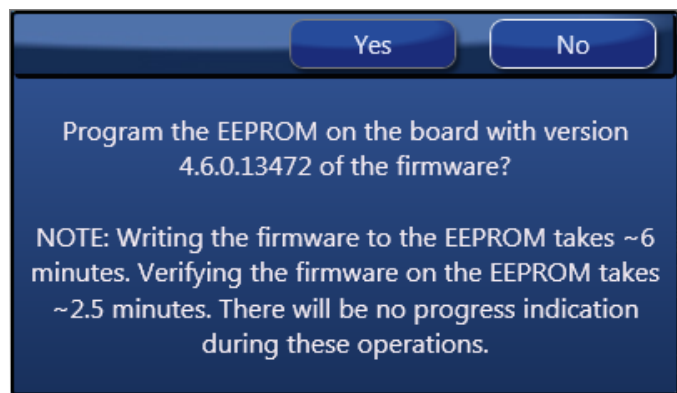 Yes No
Program the EEPROM on the board with version
4.6.0.13472 of the firmware?
NOTE: Writing the firmware to the EEPROM takes ~6
minutes. Verifying the firmware on the EEPROM takes
~2.5 minutes. There will be no progress indication
during these operations.